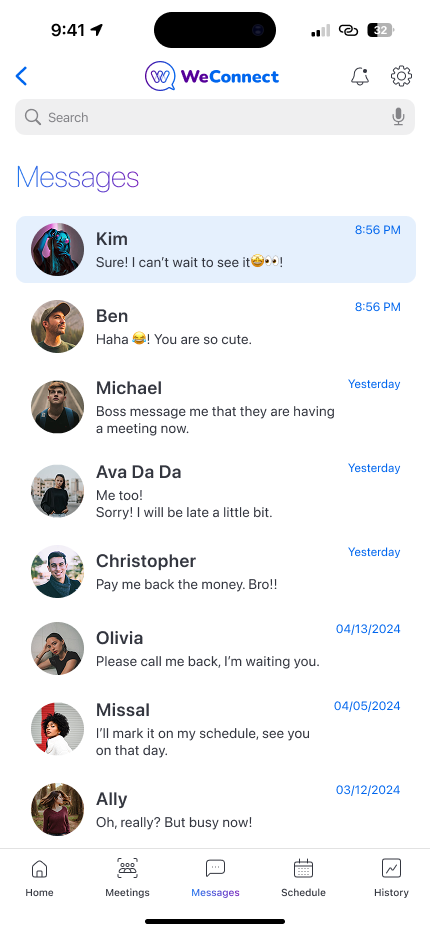 9:41
32
WeConnect
Search
Messages
Kim
8:56 PM
Sure! I can't wait to see it🤩👀!
Ben
8:56 PM
Haha 😂! You are so cute.
Michael
Yesterday
Boss message me that they are having
a meeting now.
Ava Da Da
Yesterday
Me too!
Sorry! I will be late a little bit.
Christopher
Yesterday
Pay me back the money. Bro!!
Olivia
04/13/2024
Please call me back, I'm waiting you.
Missal
04/05/2024
I'll mark it on my schedule, see you
on that day.
Ally
03/12/2024
Oh, really? But busy now!
Home
Meetings
Messages
Schedule
History